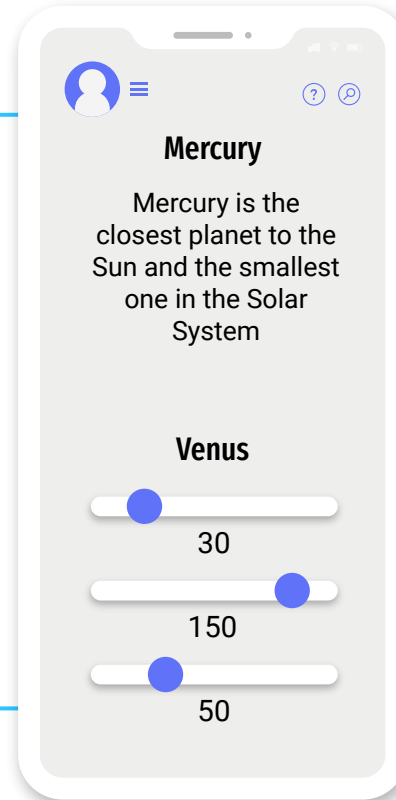 ?
Mercury
Mercury is the
closest planet to the
Sun and the smallest
one in the Solar
System
Venus
30
150
50